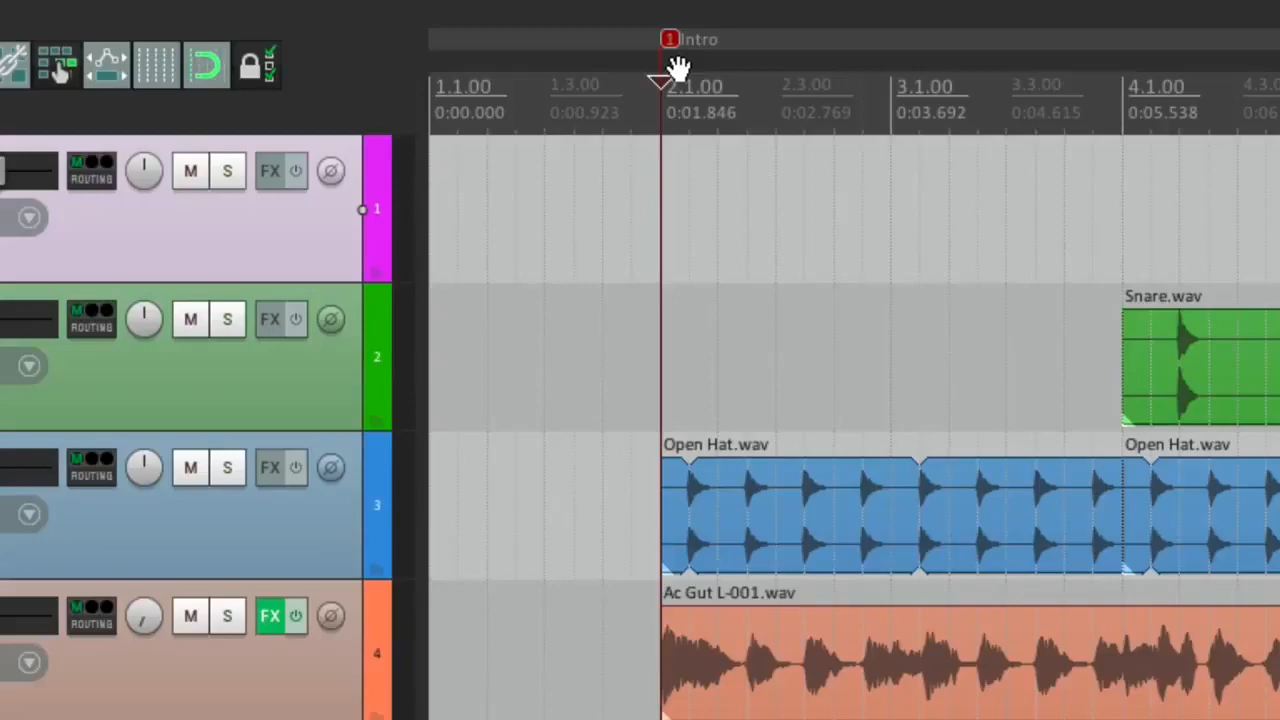 1 Intro
1.1.00 1.3.00 2.1.00 2.3.00 3.1.00 3.3.00 4.1.00
0:00.000 0:00.923 0:01.846 0:02.769 0:03.692 0:04.615 0:05.538
M ROUTING M S FX 1
Snare.wav
M ROUTING M S FX 2
Open Hat.wav Open Hat.wav
M ROUTING M S FX 3
Ac Gut L-001.wav
M ROUTING M S FX 4